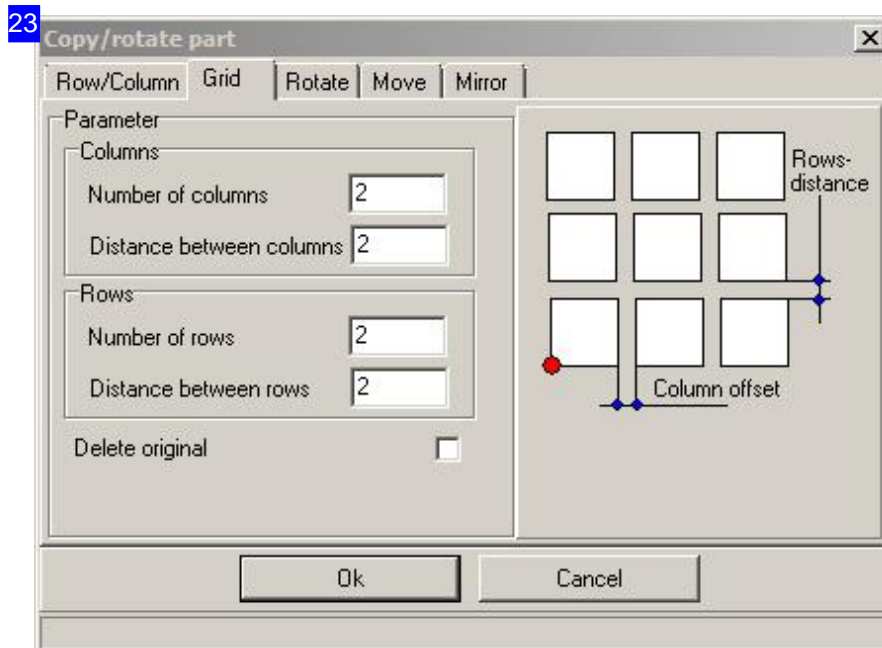 23
Copy/rotate part
Row/Column Grid Rotate Move Mirror
Parameter
Columns
Number of columns 2
Distance between columns 2
Rows
Number of rows 2
Distance between rows 2
Delete original
Rows-
distance
Column offset
Ok Cancel